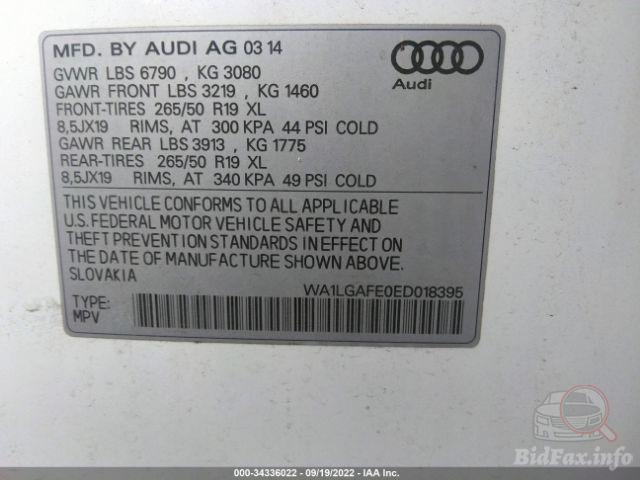 MFD. BY AUDI AG 03 14
GVWR LBS 6790 , KG 3080
GAWR FRONT LBS 3219 , KG 1460
FRONT-TIRES 265/50 R19 XL
8,5JX19 RIMS, AT 300 KPA 44 PSI COLD
GAWR REAR LBS 3913 , KG 1775
REAR-TIRES 265/50 R19 XL
8,5JX19 RIMS, AT 340 KPA 49 PSI COLD
Audi
THIS VEHICLE CONFORMS TO ALL APPLICABLE
U.S. FEDERAL MOTOR VEHICLE SAFETY AND
THEFT PREVENTION STANDARDS IN EFFECT ON
THE DATE OF MANUFACTURE SHOWN ABOVE.
SLOVAKIA
WA1LGAFE0ED018395
TYPE:
MPV
BidFax.info
000-34336022 - 09/19/2022 - IAA Inc.